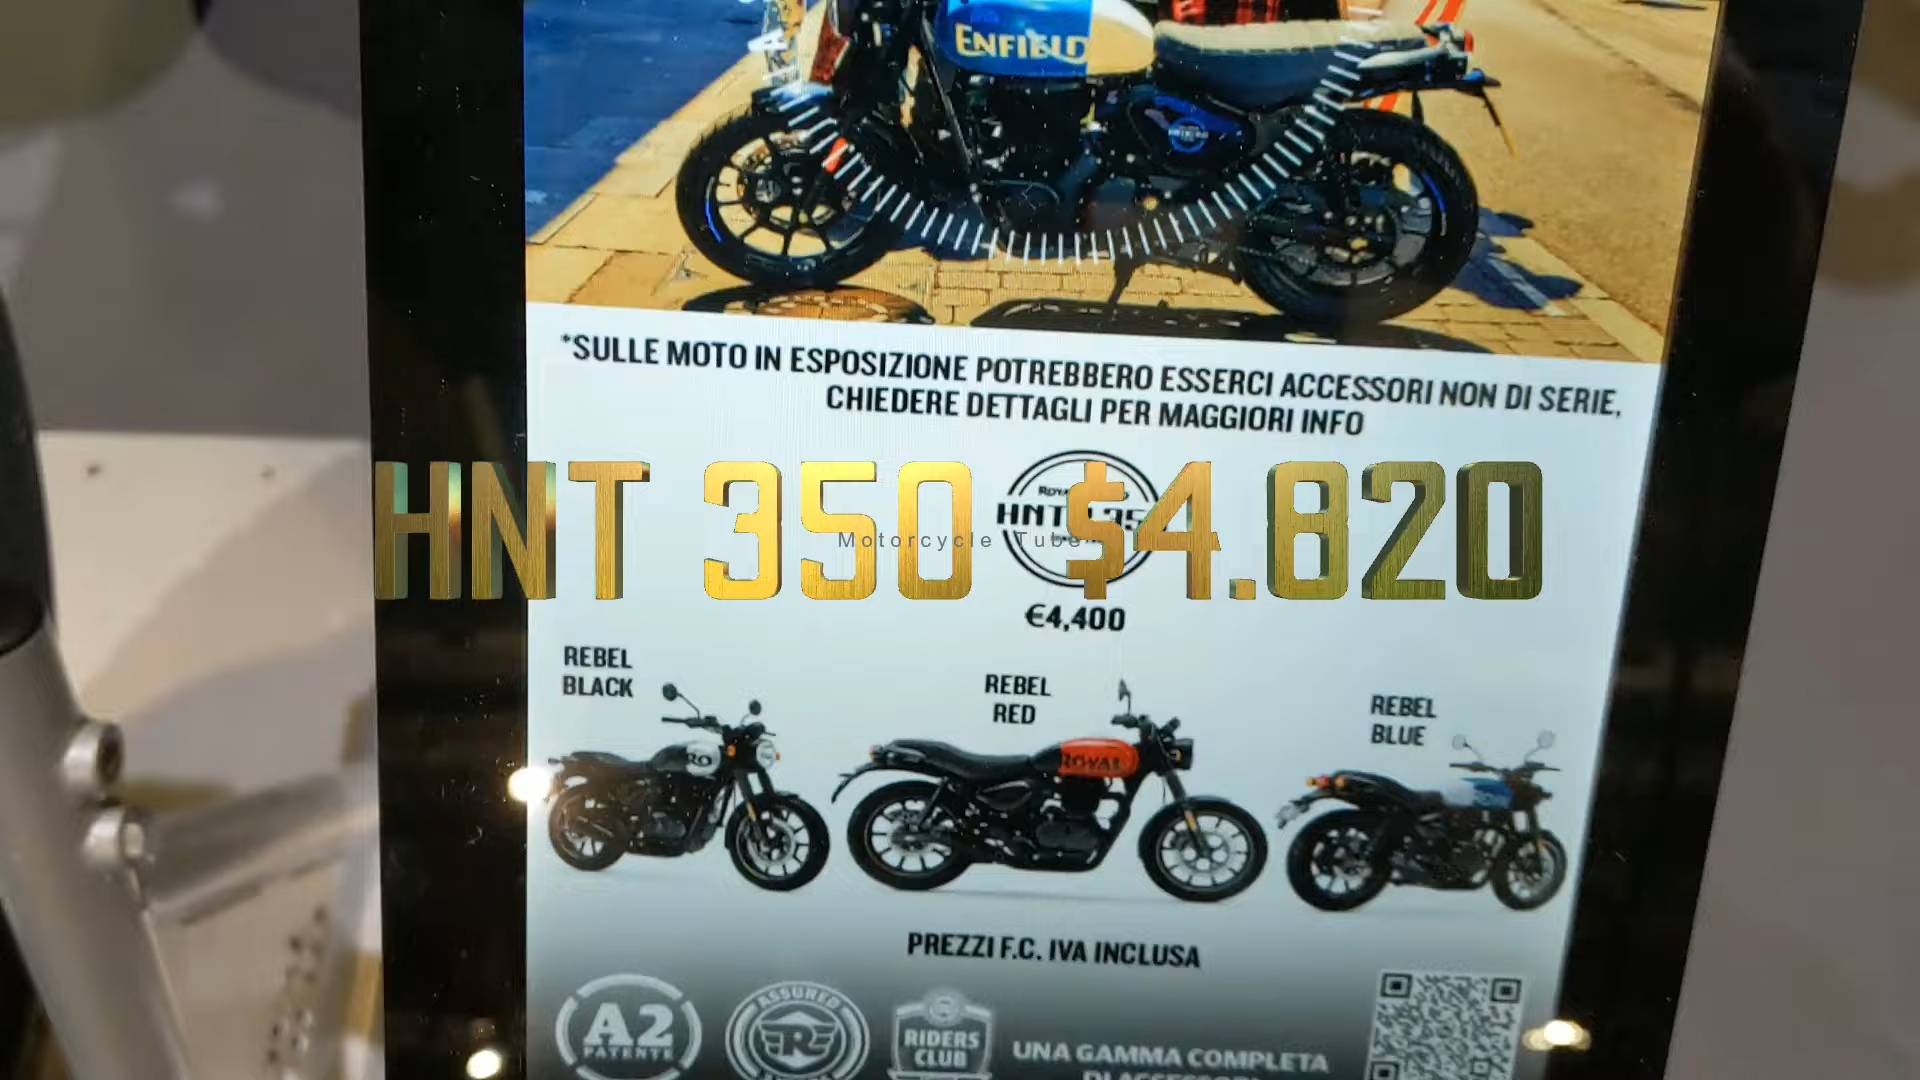 ENFIELD
*SULLE MOTO IN ESPOSIZIONE POTREBBERO ESSERCI ACCESSORI NON DI SERIE,
CHIEDERE DETTAGLI PER MAGGIORI INFO
HNT 350 $4.820
Motorcycle Tube
€4,400
REBEL
BLACK
REBEL
RED
REBEL
BLUE
ROYAL
PREZZI F.C. IVA INCLUSA
A2
PATENTE
ASSURED
R
RIDERS
CLUB
UNA GAMMA COMPLETA